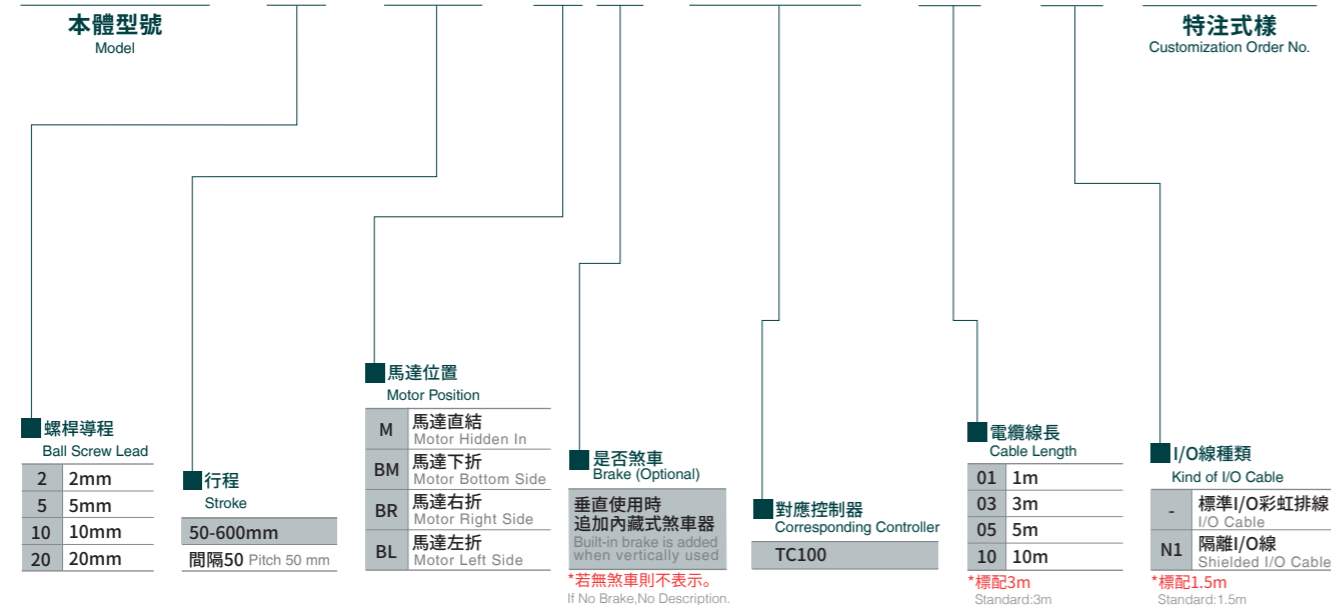 本體型號
Model
特注式樣
Customization Order No.
螺桿導程
Ball Screw Lead
2 2mm
5 5mm
10 10mm
20 20mm
行程
Stroke
50-600mm
間隔50 Pitch 50 mm
馬達位置
Motor Position
M 馬達直結
Motor Hidden In
BM 馬達下折
Motor Bottom Side
BR 馬達右折
Motor Right Side
BL 馬達左折
Motor Left Side
是否煞車
Brake (Optional)
垂直使用時
追加內藏式煞車器
Built-in brake is added
when vertically used
*若無煞車則不表示。
If No Brake,No Description.
對應控制器
Corresponding Controller
TC100
電纜線長
Cable Length
01 1m
03 3m
05 5m
10 10m
*標配3m
Standard:3m
I/O線種類
Kind of I/O Cable
- 標準I/O彩虹排線
I/O Cable
N1 隔離I/O線
Shielded I/O Cable
*標配1.5m
Standard:1.5m